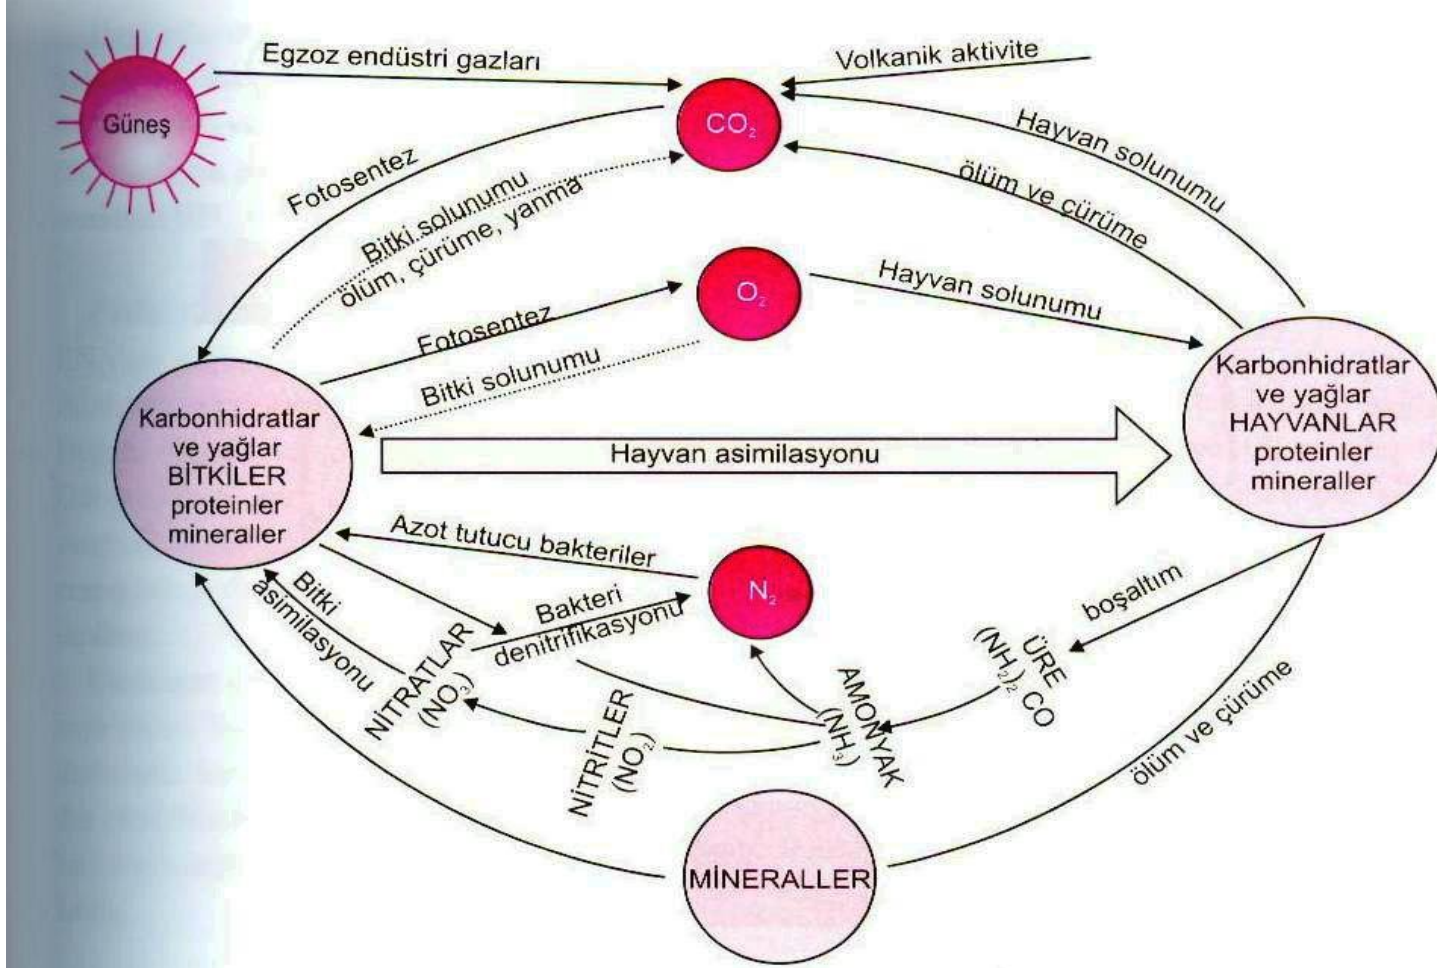 Egzoz endüstri gazları
Volkanik aktivite
Güneş
CO2
Hayvan solunumu
Fotosentez
ölüm ve çürüme
Bitki solunumu
ölüm, çürüme, yanma
O2
Hayvan solunumu
Fotosentez
Bitki solunumu
Karbonhidratlar
ve yağlar
BİTKİLER
proteinler
mineraller
Karbonhidratlar
ve yağlar
HAYVANLAR
proteinler
mineraller
Hayvan asimilasyonu
Azot tutucu bakteriler
N2
Bitki
asimilasyonu
Bakteri
denitrifikasyonu
boşaltım
NİTRATLAR
(NO3)
NİTRİTLER
(NO2)
AMONYAK
(NH3)
ÜRE
(NH2)2 CO
ölüm ve çürüme
MİNERALLER